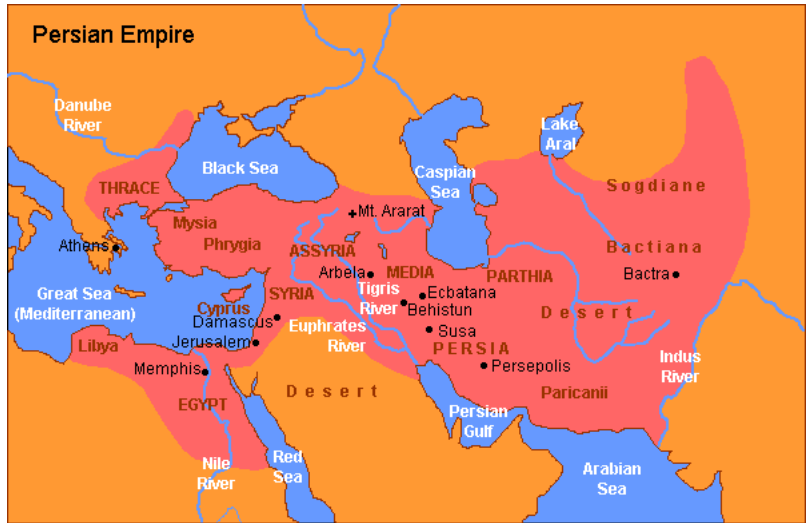 Persian Empire
Danube
River
Black Sea
Caspian
Sea
Lake
Aral
THRACE
Sogdiane
Mysia
Phrygia
Mt. Ararat
Athens
ASSYRIA
Bactiana
Arbela
MEDIA
PARTHIA
Bactra
Great Sea
(Mediterranean)
Cyprus
SYRIA
Tigris
River
Ecbatana
Behistun
Desert
Damascus
Euphrates
River
Susa
Libya
Jerusalem
PERSIA
Indus
River
Memphis
Persepolis
Desert
Paricanii
EGYPT
Persian
Gulf
Nile
River
Red
Sea
Arabian
Sea